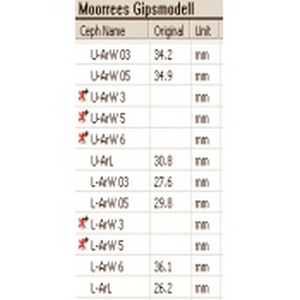 Moorrees Gipsmodell
Ceph Name Original Unit
U-ArW 03 34.2 mm
U-ArW 05 34.9 mm
U-ArW 3 mm
U-ArW 5 mm
U-ArW 6 mm
U-ArL 30.8 mm
L-ArW 03 27.6 mm
L-ArW 05 29.8 mm
L-ArW 3 mm
L-ArW 5 mm
L-ArW 6 36.1 mm
L-ArL 26.2 mm